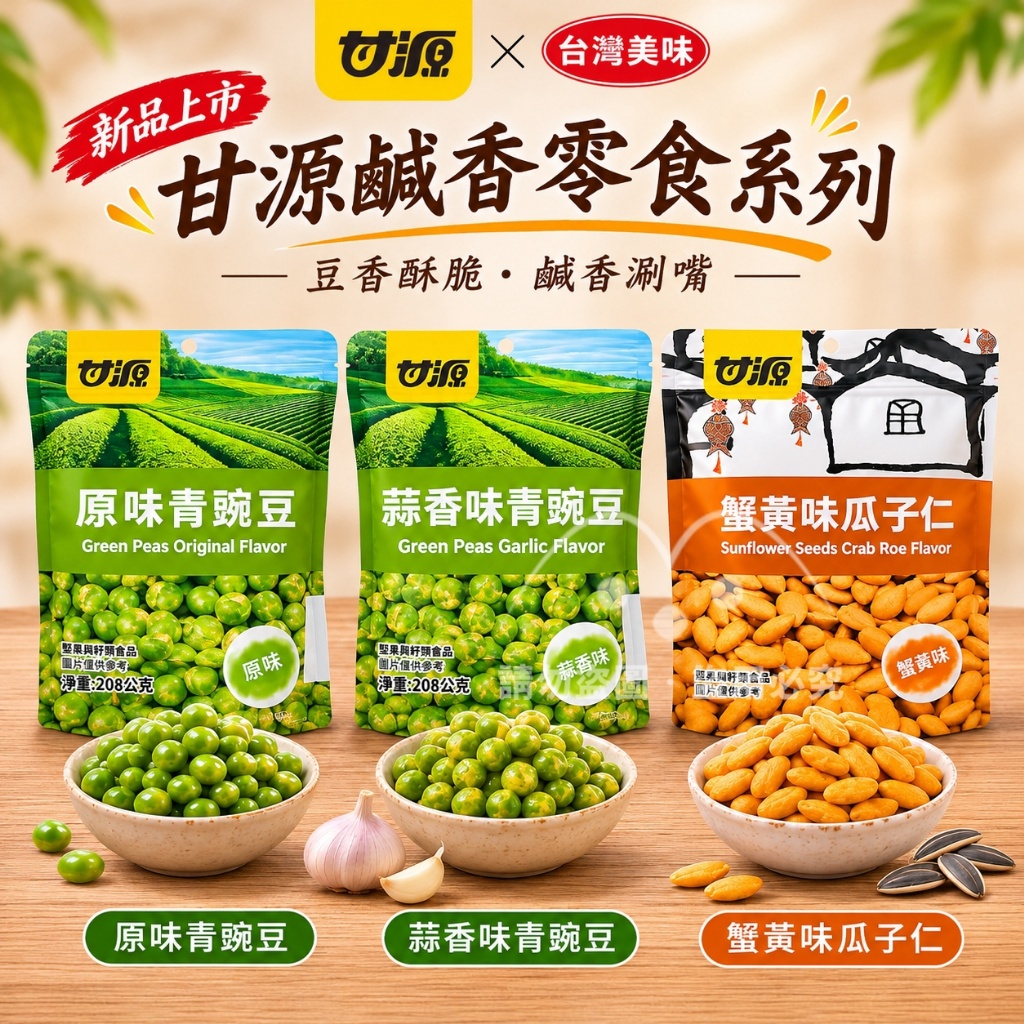 甘源 × 台灣美味
新品上市
甘源鹹香零食系列
豆香酥脆・鹹香涮嘴
甘源
原味青豌豆
Green Peas Original Flavor
堅果與籽類食品
圖片僅供參考
淨重:208公克
原味
甘源
蒜香味青豌豆
Green Peas Garlic Flavor
堅果與籽類食品
圖片僅供參考
淨重:208公克
蒜香味
甘源
蟹黃味瓜子仁
Sunflower Seeds Crab Roe Flavor
堅果與籽類食品
圖片僅供參考
蟹黃味
請勿盜圖
必究
原味青豌豆
蒜香味青豌豆
蟹黃味瓜子仁